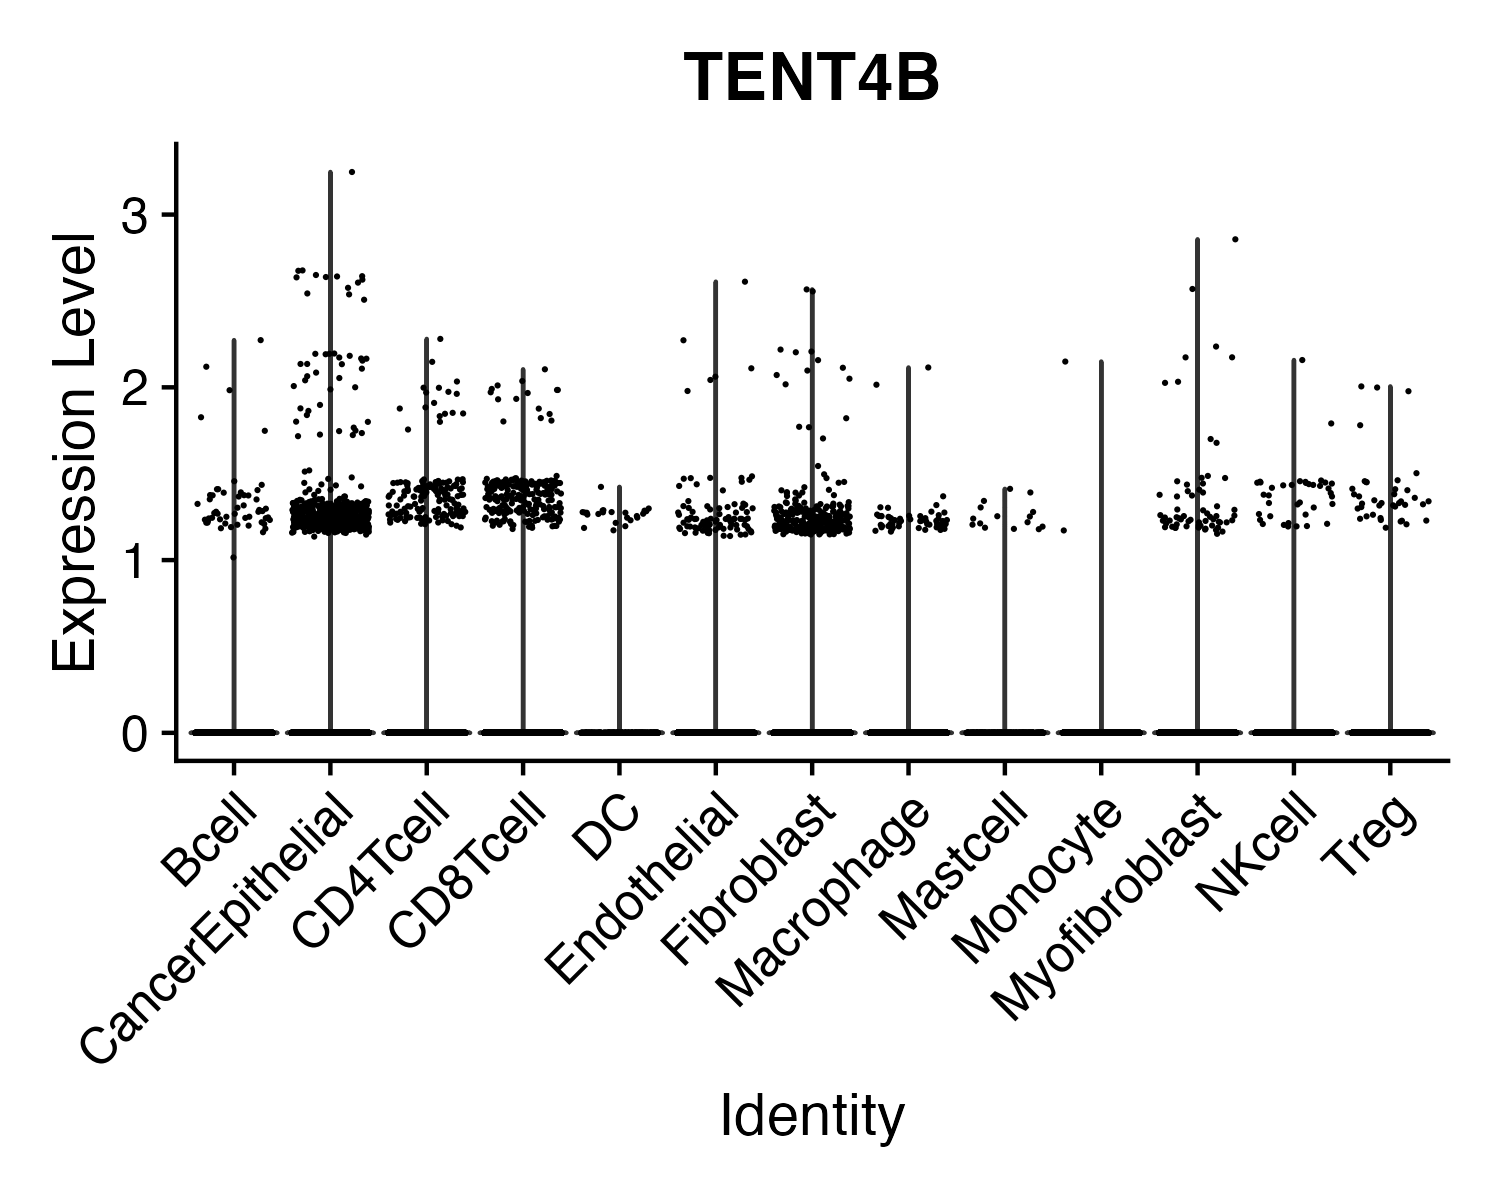 TENT4B
Expression Level
3
2
1
0
Bcell
CancerEpithelial
CD4Tcell
CD8Tcell
DC
Endothelial
Fibroblast
Macrophage
Mastcell
Monocyte
Myofibroblast
NKcell
Treg
Identity